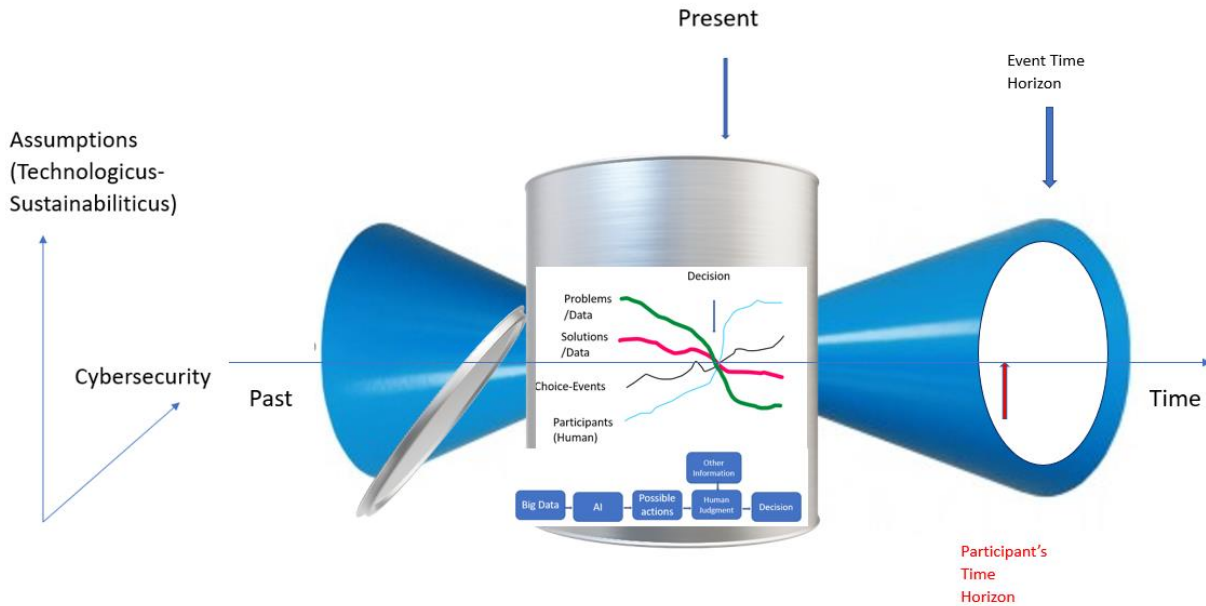 Present
Event Time
Horizon
Assumptions
(Technologicus-
Sustainabiliticus)
Cybersecurity
Past
Time
Decision
Problems
/Data
Solutions
/Data
Choice-Events
Participants
(Human)
Other
Information
Big Data
AI
Possible
actions
Human
Judgment
Decision
Participant's
Time
Horizon